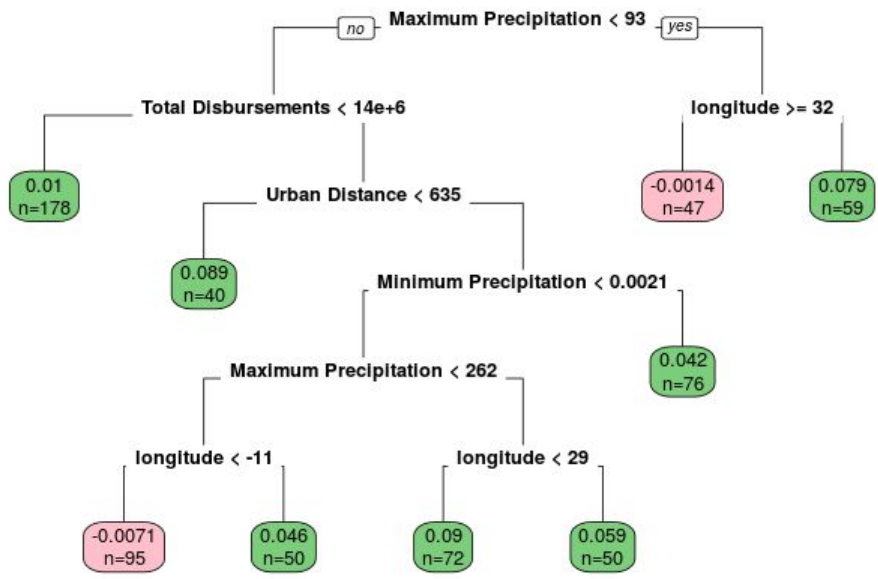 Maximum Precipitation < 93
no
yes
Total Disbursements < 14e+6
longitude >= 32
0.01
n=178
Urban Distance < 635
-0.0014
n=47
0.079
n=59
0.089
n=40
Minimum Precipitation < 0.0021
Maximum Precipitation < 262
0.042
n=76
longitude < -11
longitude < 29
-0.0071
n=95
0.046
n=50
0.09
n=72
0.059
n=50